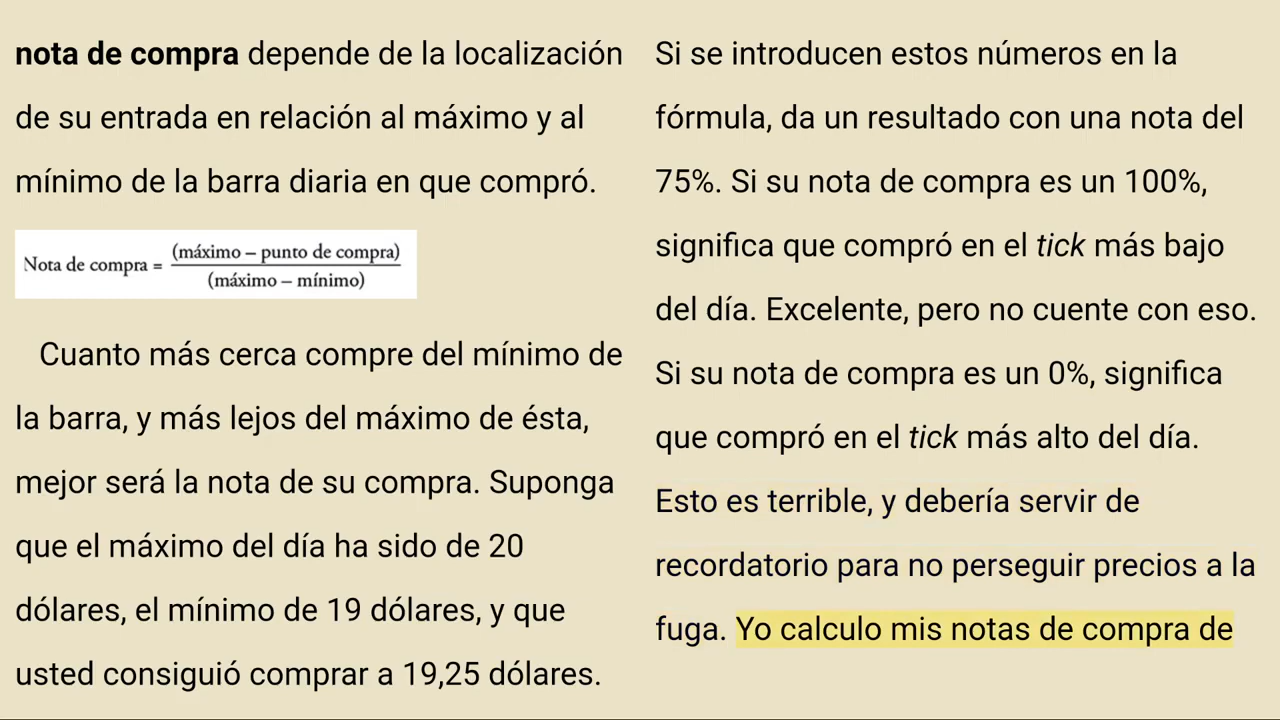 nota de compra depende de la localización
de su entrada en relación al máximo y al
mínimo de la barra diaria en que compró.
Nota de compra = (máximo – punto de compra)
(máximo – mínimo)
Cuanto más cerca compre del mínimo de
la barra, y más lejos del máximo de ésta,
mejor será la nota de su compra. Suponga
que el máximo del día ha sido de 20
dólares, el mínimo de 19 dólares, y que
usted consiguió comprar a 19,25 dólares.
Si se introducen estos números en la
fórmula, da un resultado con una nota del
75%. Si su nota de compra es un 100%,
significa que compró en el tick más bajo
del día. Excelente, pero no cuente con eso.
Si su nota de compra es un 0%, significa
que compró en el tick más alto del día.
Esto es terrible, y debería servir de
recordatorio para no perseguir precios a la
fuga. Yo calculo mis notas de compra de